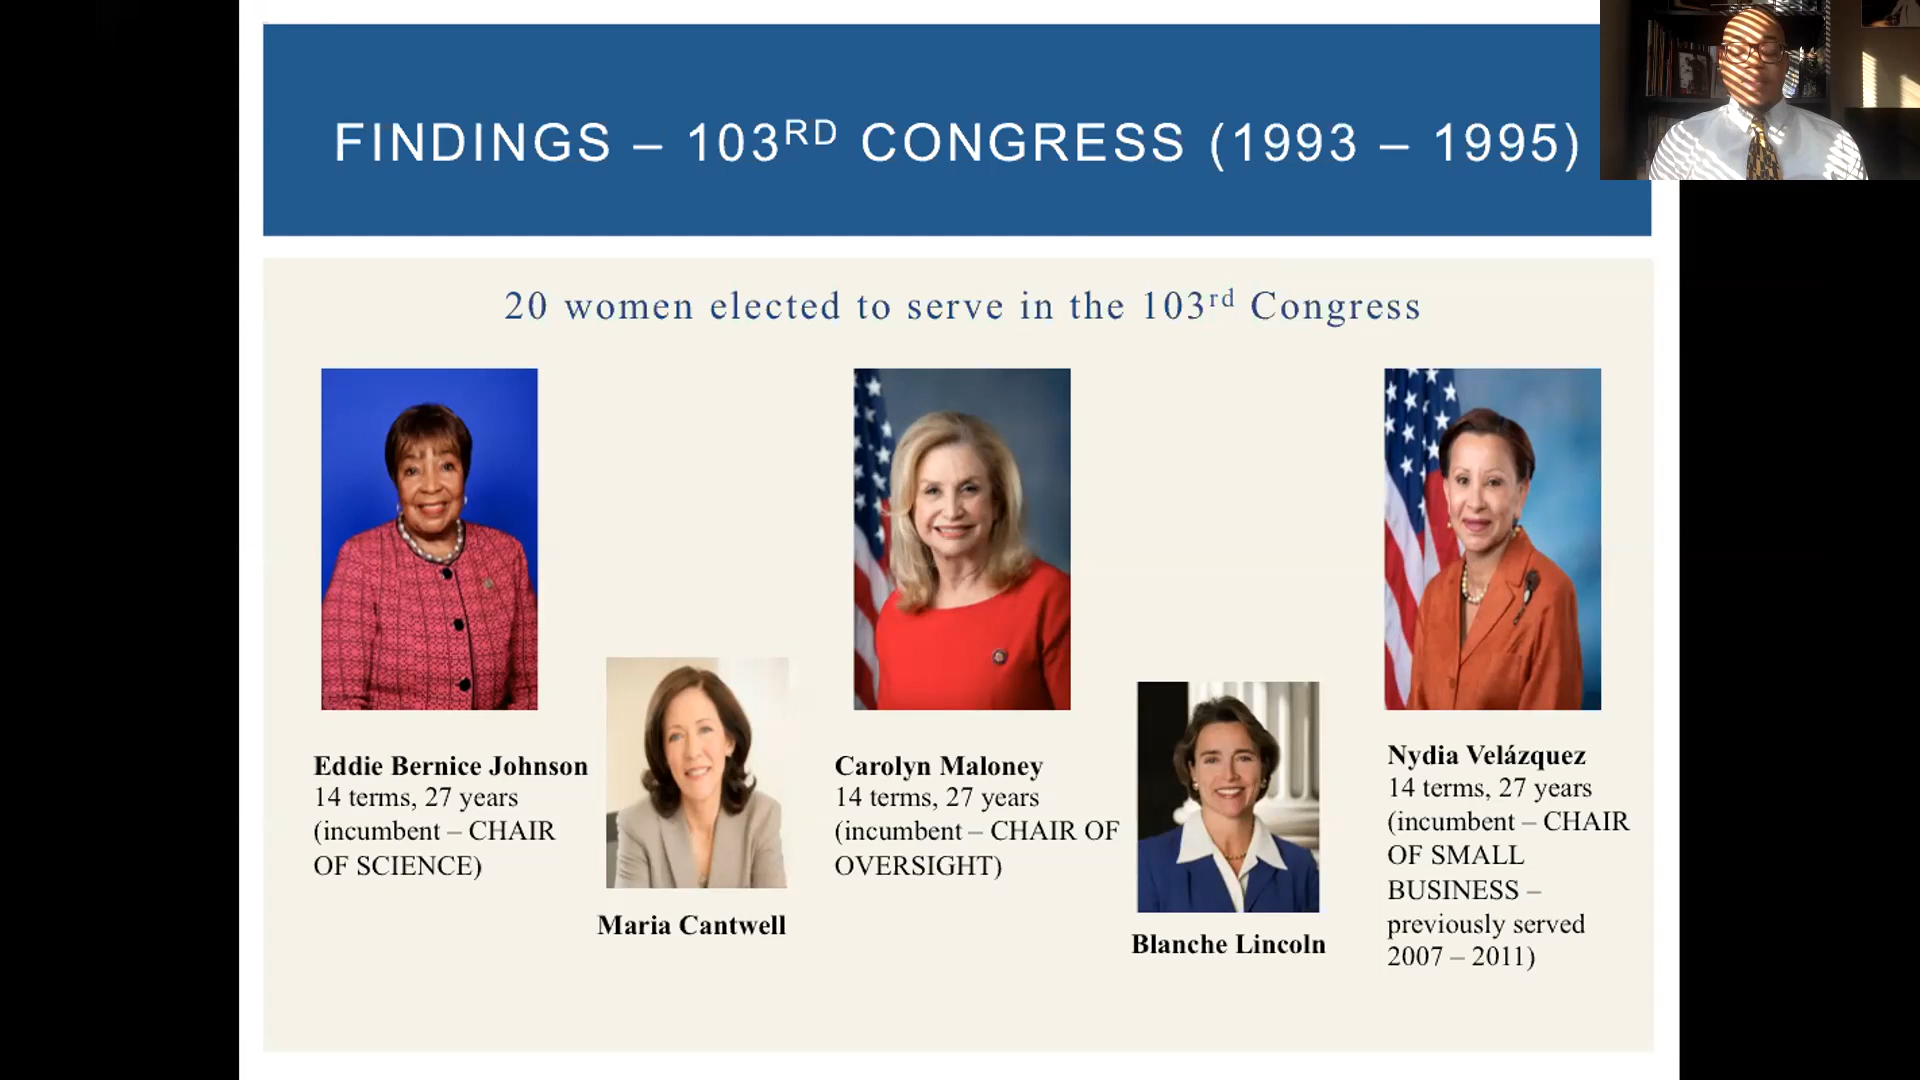 FINDINGS – 103RD CONGRESS (1993 – 1995)
20 women elected to serve in the 103rd Congress
Eddie Bernice Johnson
14 terms, 27 years
(incumbent – CHAIR
OF SCIENCE)
Maria Cantwell
Carolyn Maloney
14 terms, 27 years
(incumbent – CHAIR OF
OVERSIGHT)
Blanche Lincoln
Nydia Velázquez
14 terms, 27 years
(incumbent – CHAIR
OF SMALL
BUSINESS –
previously served
2007 – 2011)